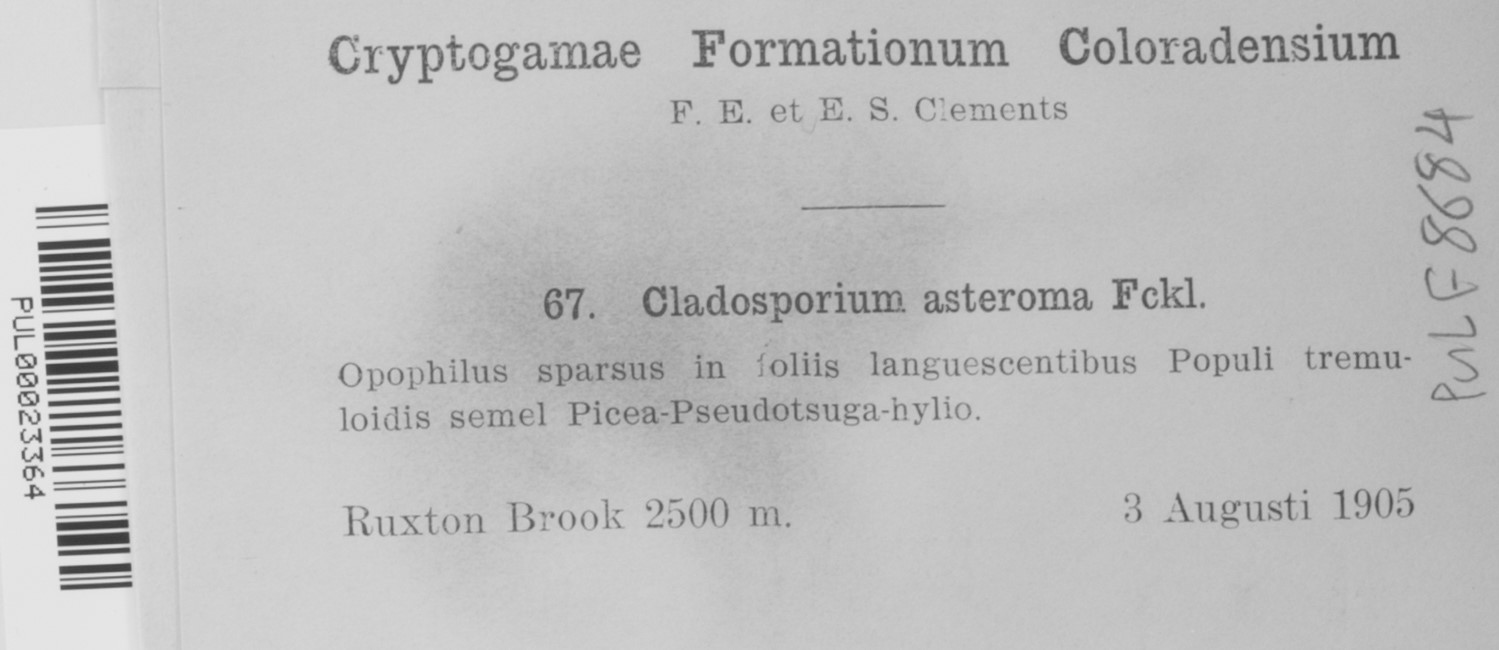 Cryptogamae Formationum Coloradensium
F. E. et E. S. Clements
67. Cladosporium asteroma Fckl.
Opophilus sparsus in foliis languescentibus Populi tremu-
loidis semel Picea-Pseudotsuga-hylio.
Ruxton Brook 2500 m. 3 Augusti 1905
PUL00023364
PUL F9884